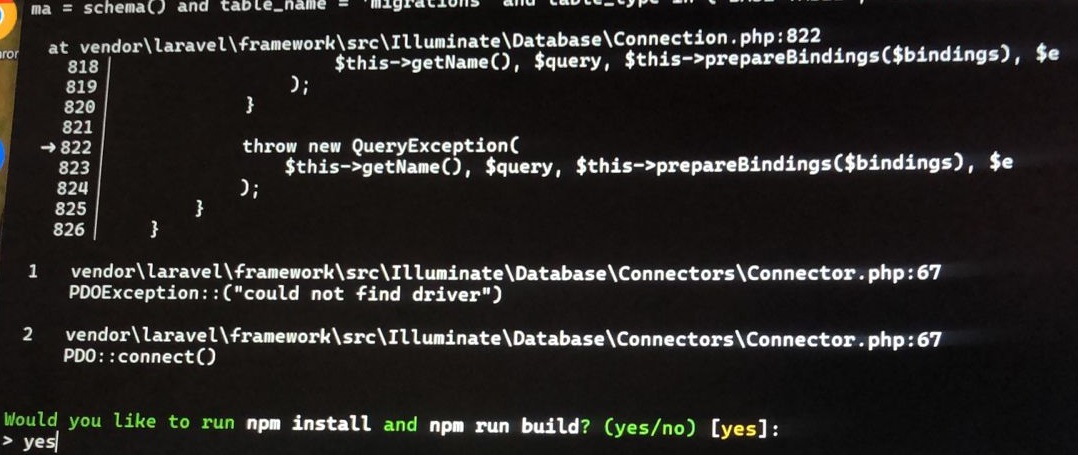 ma = schema() and table_name = 'migrations' and table_type in (
at vendor\laravel\framework\src\Illuminate\Database\Connection.php:822
818 $this->getName(), $query, $this->prepareBindings($bindings), $e
819 );
820 }
821
→822 throw new QueryException(
823 $this->getName(), $query, $this->prepareBindings($bindings), $e
824 );
825 }
826 }
1 vendor\laravel\framework\src\Illuminate\Database\Connectors\Connector.php:67
PDOException::("could not find driver")
2 vendor\laravel\framework\src\Illuminate\Database\Connectors\Connector.php:67
PDO::connect()
Would you like to run npm install and npm run build? (yes/no) [yes]:
> yes